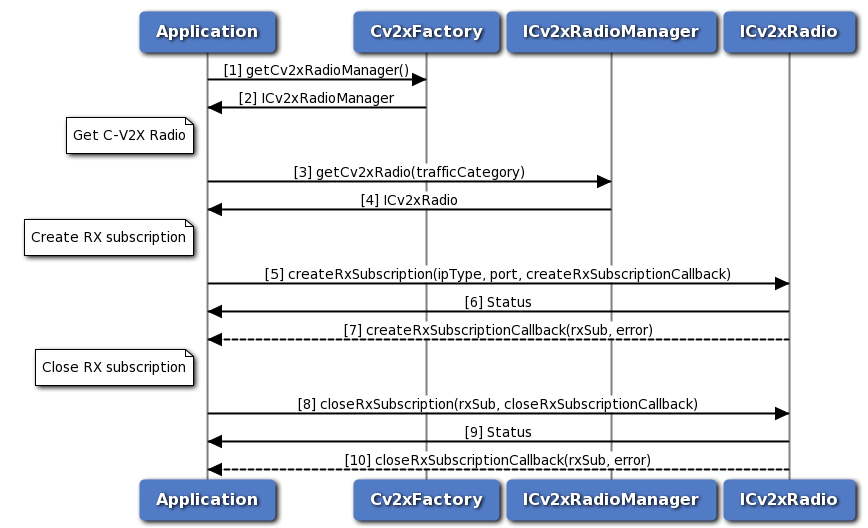 Application Cv2xFactory ICv2xRadioManager ICv2xRadio
[1] getCv2xRadioManager()
[2] ICv2xRadioManager
Get C-V2X Radio
[3] getCv2xRadio(trafficCategory)
[4] ICv2xRadio
Create RX subscription
[5] createRxSubscription(ipType, port, createRxSubscriptionCallback)
[6] Status
[7] createRxSubscriptionCallback(rxSub, error)
Close RX subscription
[8] closeRxSubscription(rxSub, closeRxSubscriptionCallback)
[9] Status
[10] closeRxSubscriptionCallback(rxSub, error)
Application Cv2xFactory ICv2xRadioManager ICv2xRadio